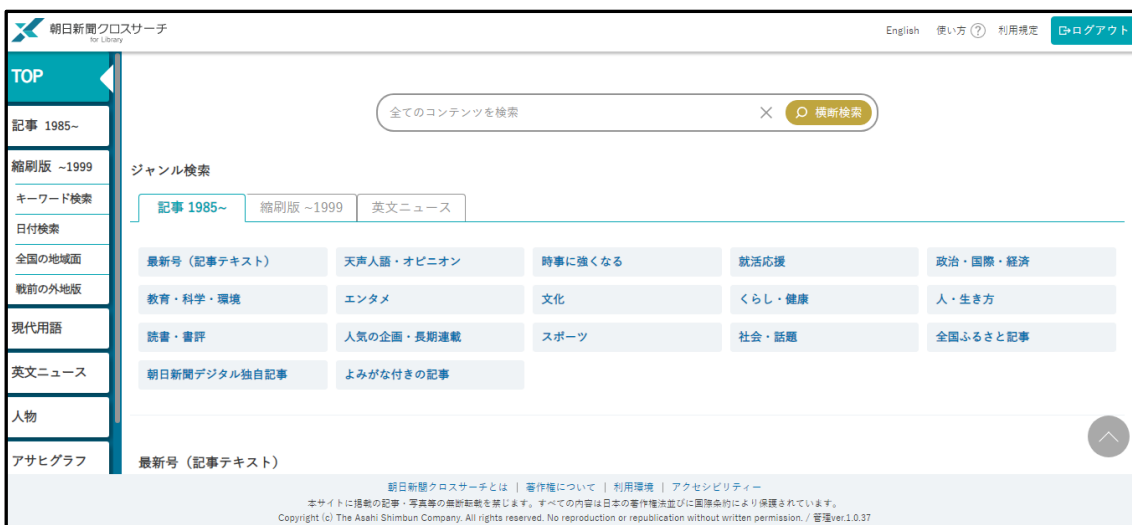 朝日新聞クロスサーチ
for Library
English 使い方 ? 利用規定 ログアウト
TOP
記事 1985~
縮刷版 ~1999
キーワード検索
日付検索
全国の地域面
戦前の外地版
現代用語
英文ニュース
人物
アサヒグラフ
全てのコンテンツを検索 横断検索
ジャンル検索
記事 1985~ 縮刷版 ~1999 英文ニュース
最新号（記事テキスト） 天声人語・オピニオン 時事に強くなる 就活応援 政治・国際・経済
教育・科学・環境 エンタメ 文化 くらし・健康 人・生き方
読書・書評 人気の企画・長期連載 スポーツ 社会・話題 全国ふるさと記事
朝日新聞デジタル独自記事 よみがな付きの記事
最新号（記事テキスト）
朝日新聞クロスサーチとは | 著作権について | 利用環境 | アクセシビリティー
本サイトに掲載の記事・写真等の無断転載を禁じます。すべての内容は日本の著作権法並びに国際条約により保護されています。
Copyright (c) The Asahi Shimbun Company. All rights reserved. No reproduction or republication without written permission. / 管理ver.1.0.37